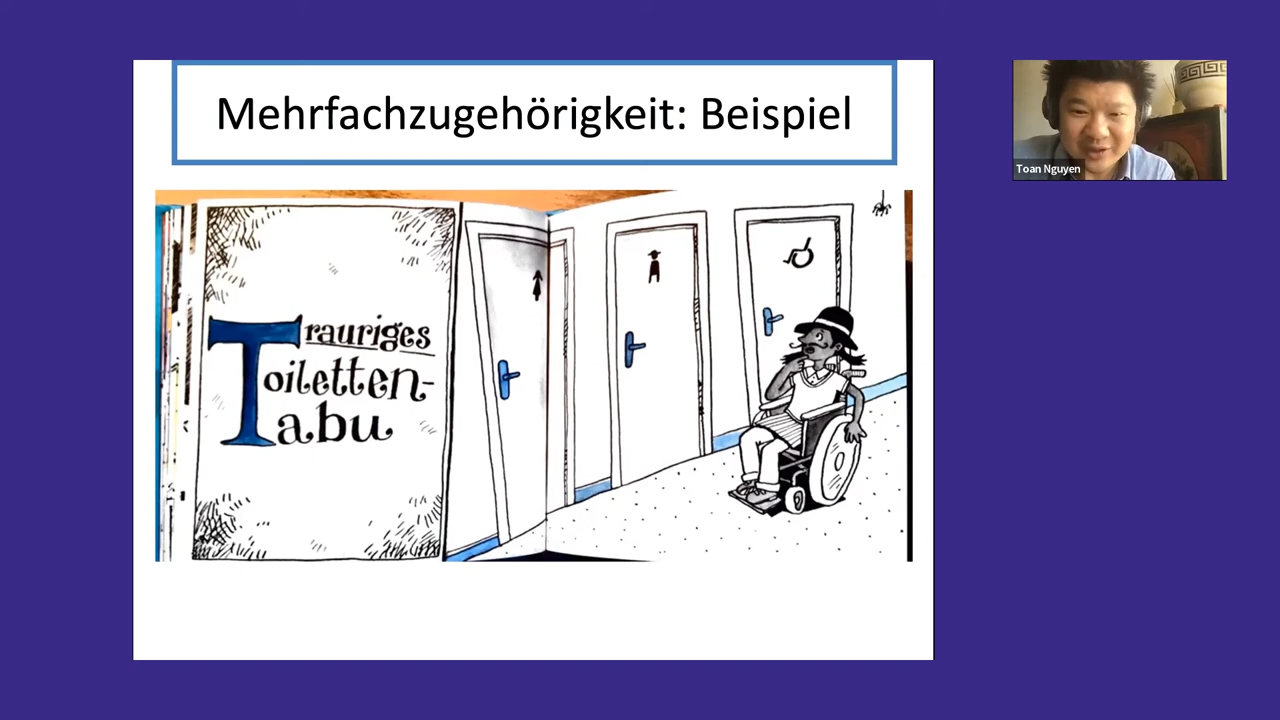 Mehrfachzugehörigkeit: Beispiel
Toan Nguyen
Trauriges
Toiletten-
Tabu